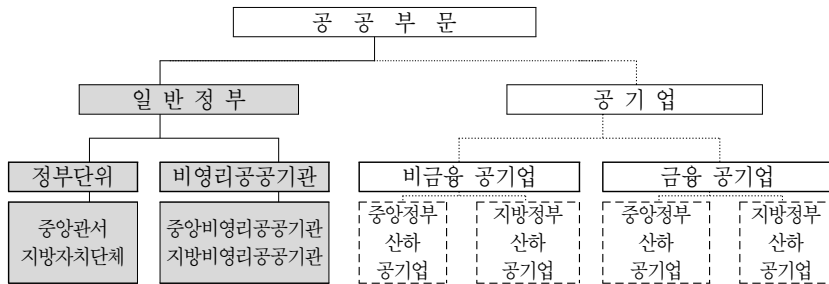 공 공 부 문
일 반 정 부
공 기 업
정부단위
비영리공공기관
비금융 공기업
금융 공기업
중앙관서
지방자치단체
중앙비영리공공기관
지방비영리공공기관
중앙정부
산하
공기업
지방정부
산하
공기업
중앙정부
산하
공기업
지방정부
산하
공기업